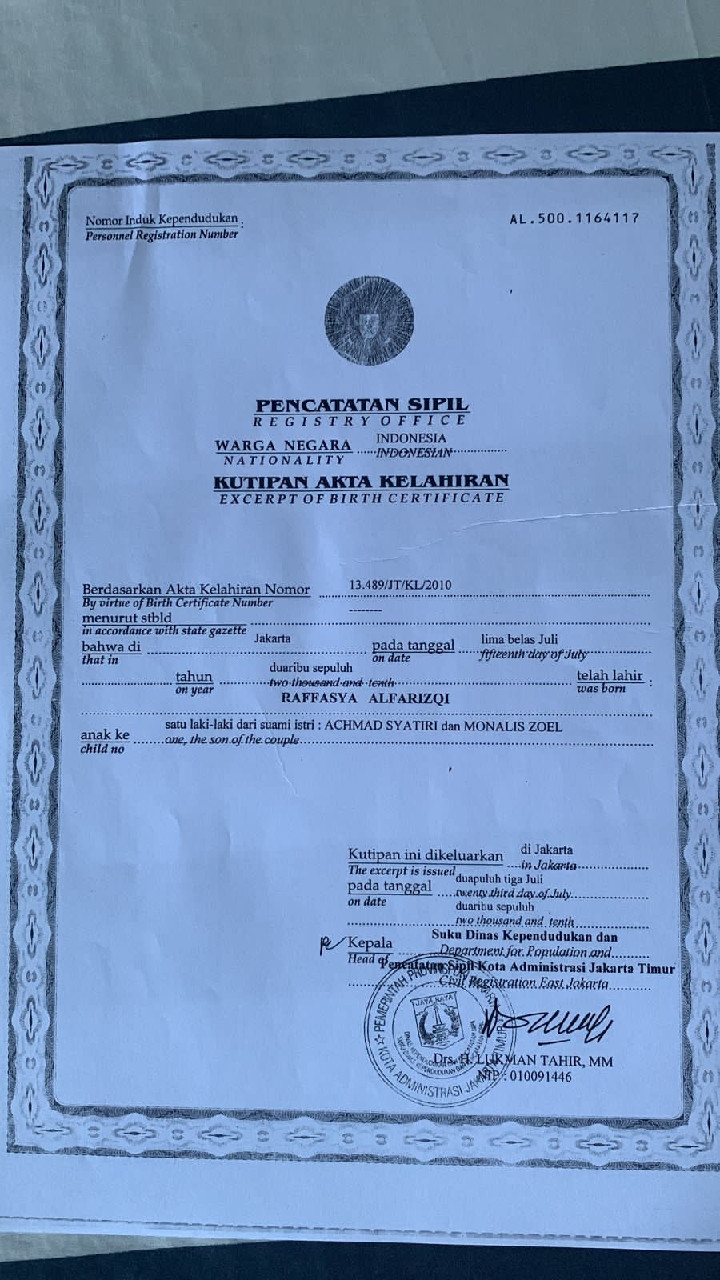 Nomor Induk Kependudukan :
Personnel Registration Number
AL.500.1164117
PENCATATAN SIPIL
REGISTRY OFFICE
WARGA NEGARA INDONESIA
NATIONALITY INDONESIAN
KUTIPAN AKTA KELAHIRAN
EXCERPT OF BIRTH CERTIFICATE
Berdasarkan Akta Kelahiran Nomor 13.489/JT/KL/2010
By virtue of Birth Certificate Number
menurut stbld --------
in accordance with state gazette
bahwa di Jakarta pada tanggal lima belas Juli
that in on date fifteenth day of July
tahun duaribu sepuluh telah lahir :
on year two thousand and tenth was born
RAFFASYA ALFARIZQI
anak ke satu laki-laki dari suami istri : ACHMAD SYATIRI dan MONALIS ZOEL
child no one, the son of the couple
Kutipan ini dikeluarkan di Jakarta
The excerpt is issued in Jakarta
pada tanggal duapuluh tiga Juli
on date twenty third day of July
duaribu sepuluh
two thousand and tenth
Kepala Suku Dinas Kependudukan dan
Head of Department for Population and
Pencatatan Sipil Kota Administrasi Jakarta Timur
Civil Registration East Jakarta
PEMERINTAH PROVINSI
JAYA RAYA
KOTA ADMINISTRASI JAKARTA TIMUR
Drs. H. LUKMAN TAHIR, MM
NIP : 010091446